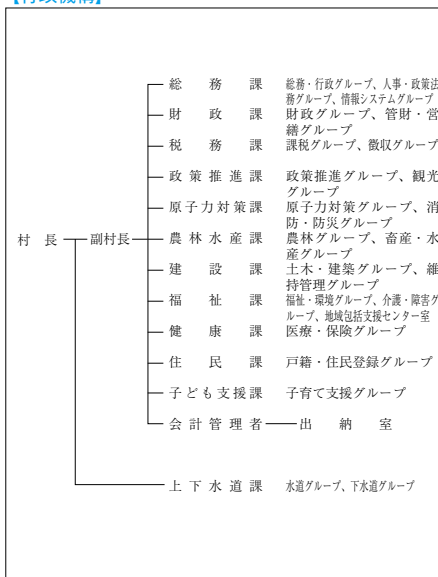 総務課 総務・行政グループ、人事・政策法
務グループ、情報システムグループ
財政課 財政グループ、管財・営
繕グループ
税務課 課税グループ、徴収グループ
政策推進課 政策推進グループ、観光
グループ
原子力対策課 原子力対策グループ、消
防・防災グループ
村長 副村長 農林水産課 農林グループ、畜産・水
産グループ
建設課 土木・建築グループ、維
持管理グループ
福祉課 福祉・環境グループ、介護・障害グ
ループ、地域包括支援センター室
健康課 医療・保険グループ
住民課 戸籍・住民登録グループ
子ども支援課 子育て支援グループ
会計管理者 出納室
上下水道課 水道グループ、下水道グループ